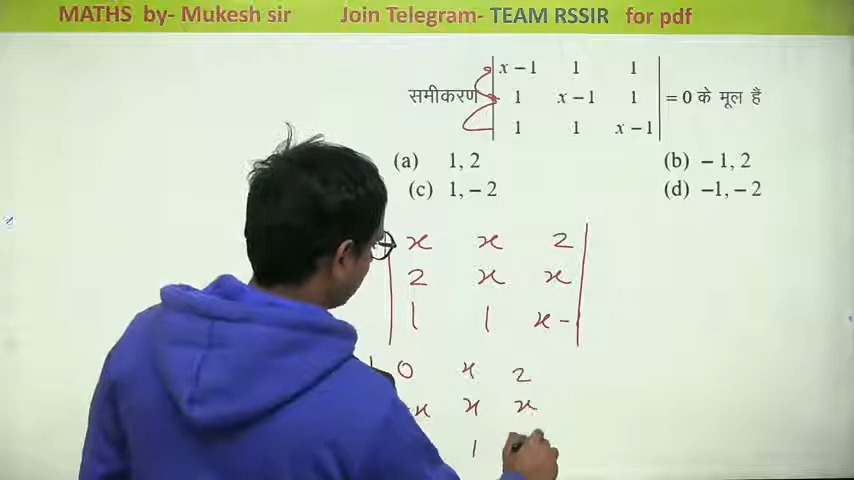 MATHS by- Mukesh sir Join Telegram- TEAM RSSIR for pdf
x – 1 1 1
समीकरण 1 x – 1 1 = 0 के मूल हैं
1 1 x – 1
(a) 1, 2 (b) – 1, 2
(c) 1, – 2 (d) –1, – 2
x x 2
2 x x
1 1 x -
0 x 2
x x x
1